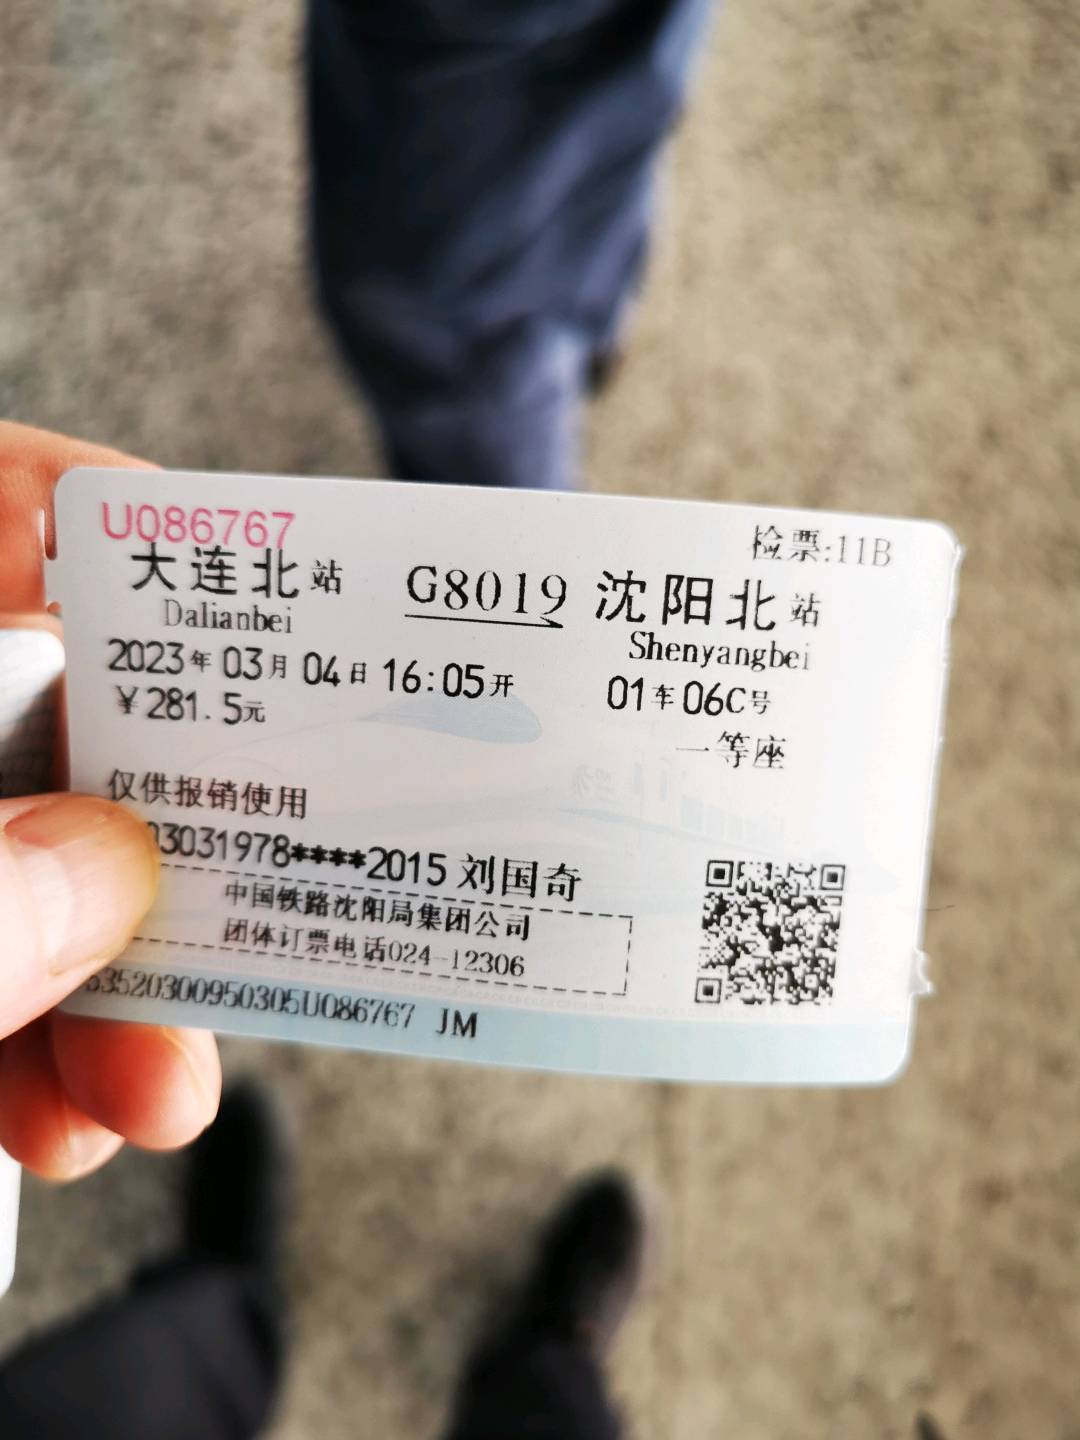 U086767
检票:11B
大连北站 G8019 沈阳北站
Dalianbei Shenyangbei
2023年03月04日16:05开 01车06C号
¥281.5元
一等座
仅供报销使用
03031978****2015 刘国奇
中国铁路沈阳局集团公司
团体订票电话024-12306
5352030095​0305U086767 JM